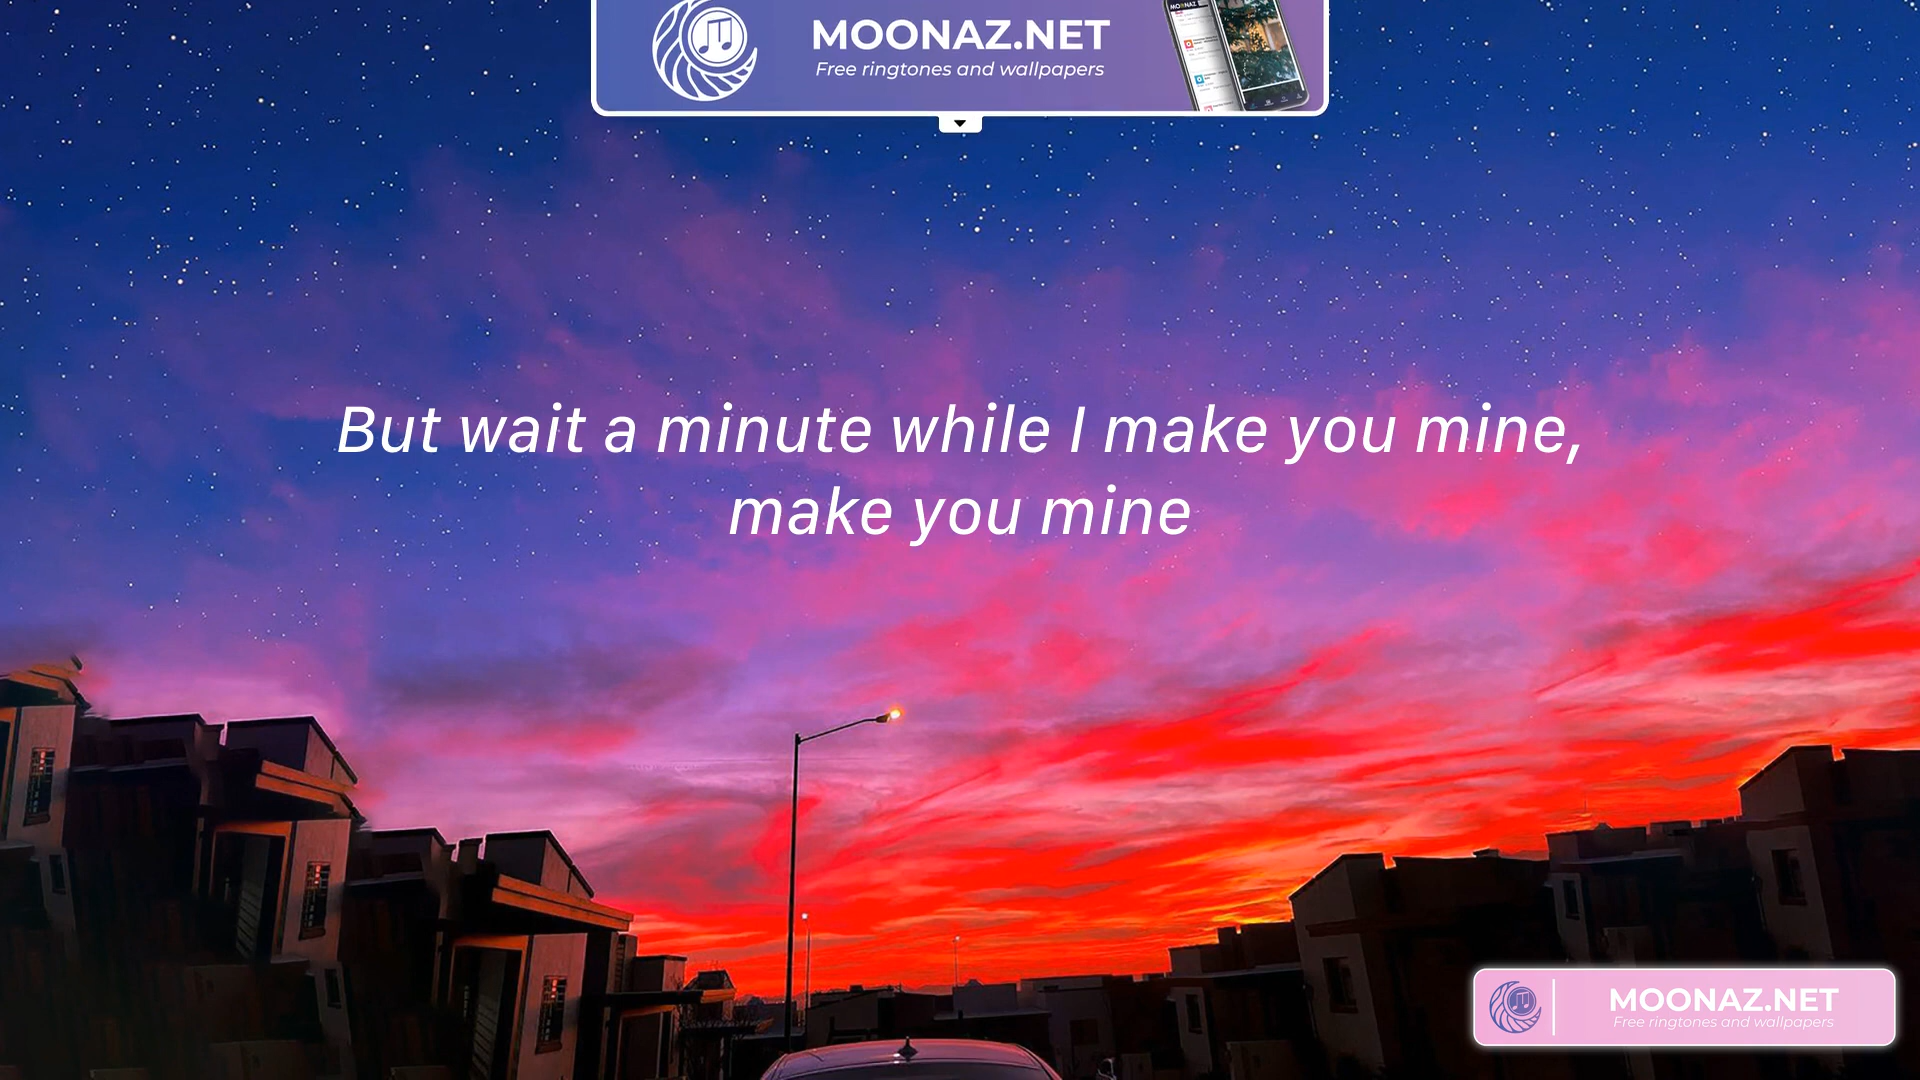 MOONAZ.NET
Free ringtones and wallpapers
But wait a minute while I make you mine,
make you mine
MOONAZ.NET
Free ringtones and wallpapers